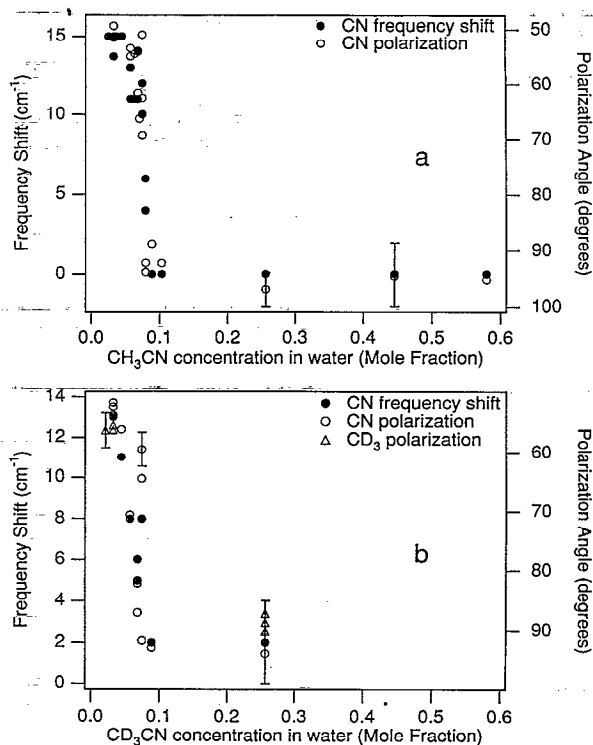 ● CN frequency shift
○ CN polarization
Frequency Shift (cm⁻¹)
15
10
5
0
a
50
60
70
80
90
100
Polarization Angle (degrees)
0.0 0.1 0.2 0.3 0.4 0.5 0.6
CH₃CN concentration in water (Mole Fraction)
● CN frequency shift
○ CN polarization
△ CD₃ polarization
Frequency Shift (cm⁻¹)
14
12
10
8
6
4
2
0
b
60
70
80
90
Polarization Angle (degrees)
0.0 0.1 0.2 0.3 0.4 0.5 0.6
CD₃CN concentration in water (Mole Fraction)